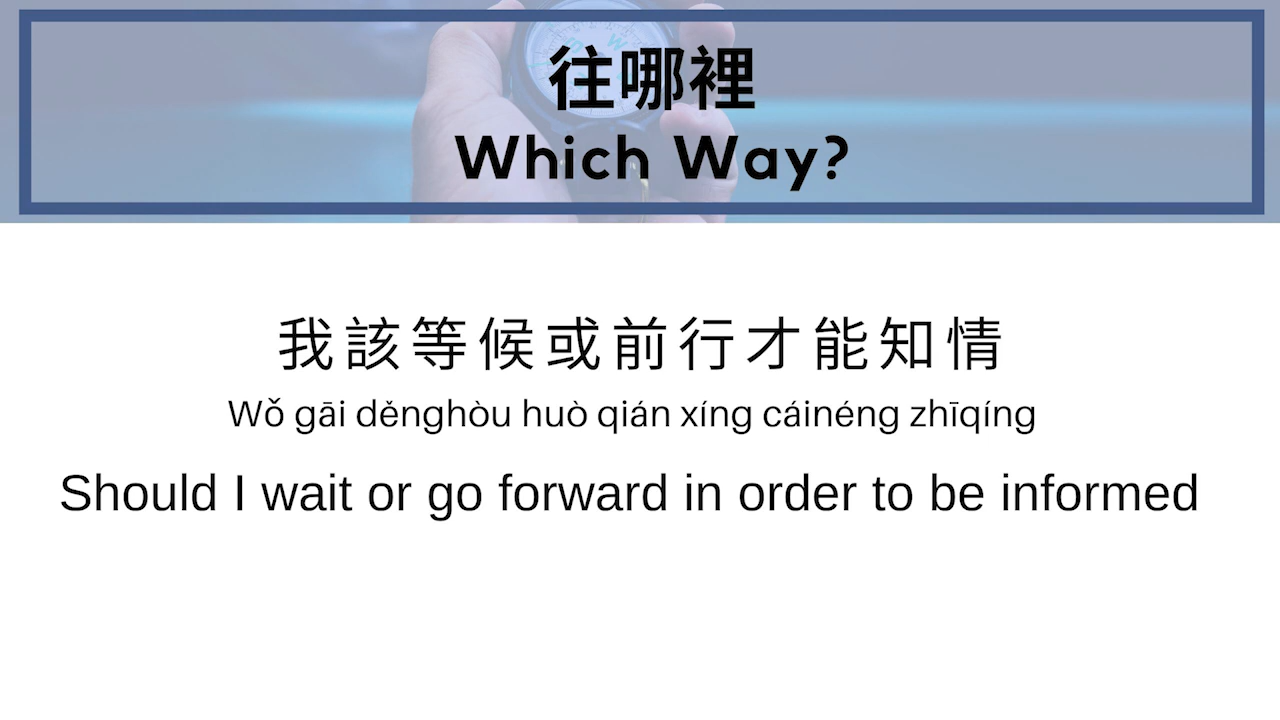 往哪裡
Which Way?
我該等候或前行才能知情
Wǒ gāi děnghòu huò qián xíng cáinéng zhīqíng
Should I wait or go forward in order to be informed